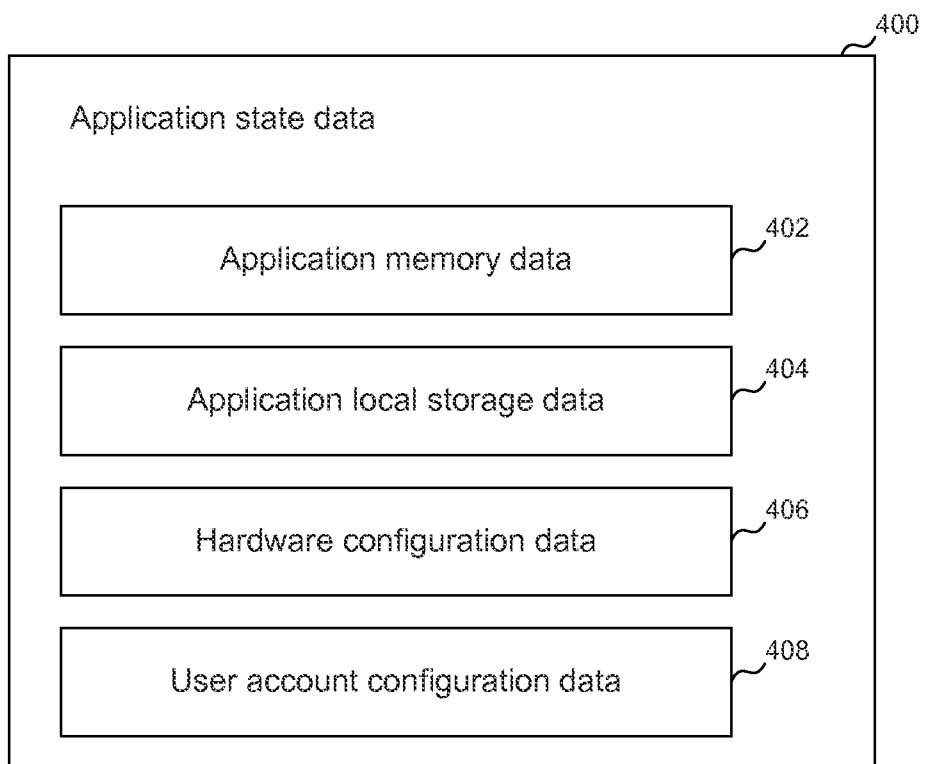 400
Application state data
402
Application memory data
404
Application local storage data
406
Hardware configuration data
408
User account configuration data